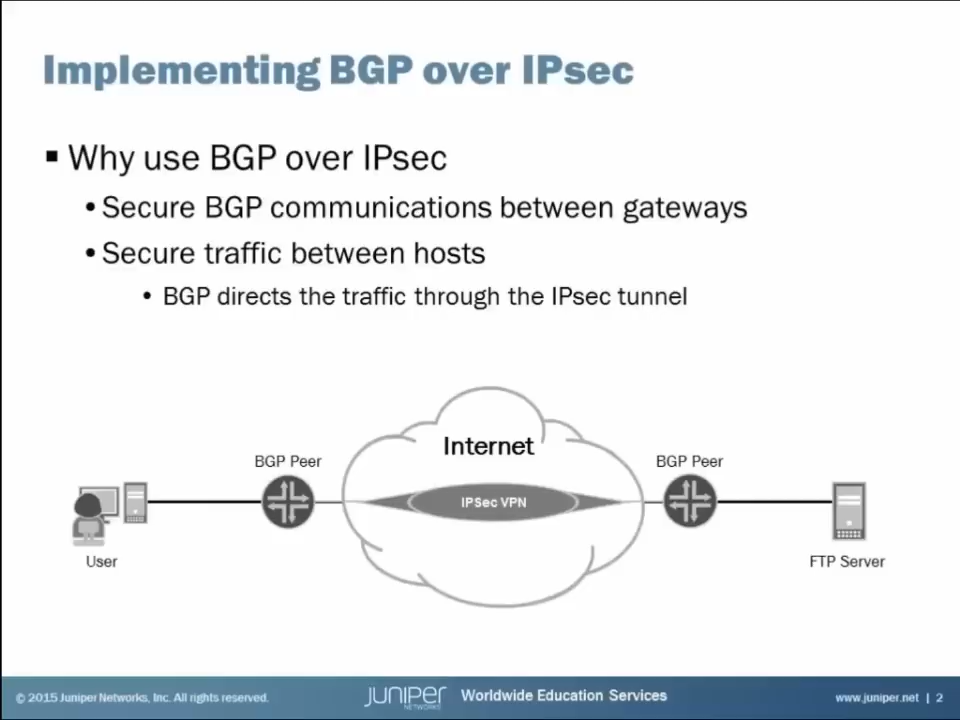 Implementing BGP over IPsec
▪ Why use BGP over IPsec
• Secure BGP communications between gateways
• Secure traffic between hosts
• BGP directs the traffic through the IPsec tunnel
Internet
BGP Peer
BGP Peer
IPSec VPN
User
FTP Server
© 2015 Juniper Networks, Inc. All rights reserved.
JUNIPER
NETWORKS
Worldwide Education Services
www.juniper.net | 2